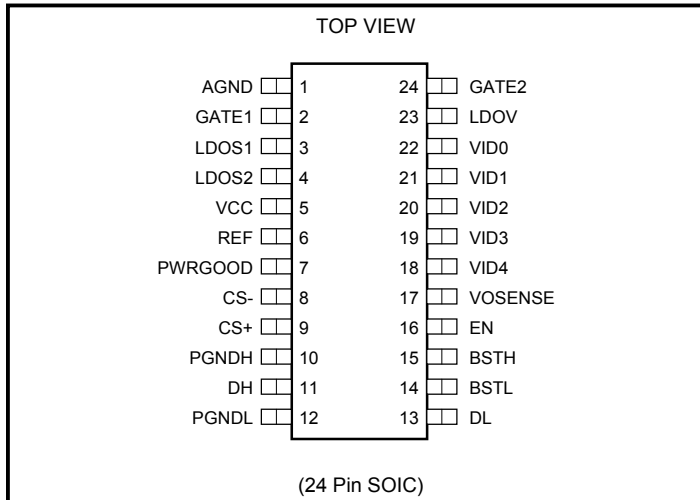 TOP VIEW
AGND 1 24 GATE2
GATE1 2 23 LDOV
LDOS1 3 22 VID0
LDOS2 4 21 VID1
VCC 5 20 VID2
REF 6 19 VID3
PWRGOOD 7 18 VID4
CS- 8 17 VOSENSE
CS+ 9 16 EN
PGNDH 10 15 BSTH
DH 11 14 BSTL
PGNDL 12 13 DL
(24 Pin SOIC)